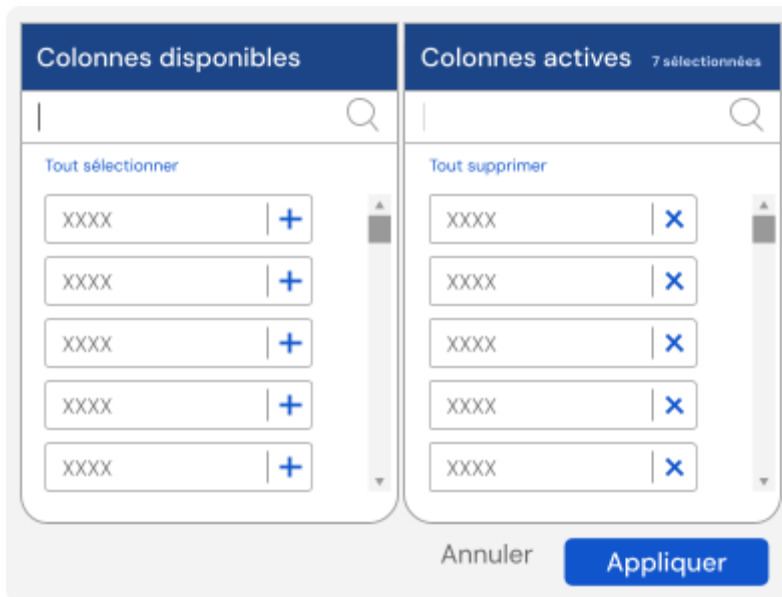 Colonnes disponibles
Tout sélectionner
XXXX
XXXX
XXXX
XXXX
XXXX
Colonnes actives 7 sélectionnées
Tout supprimer
XXXX
XXXX
XXXX
XXXX
XXXX
Annuler
Appliquer